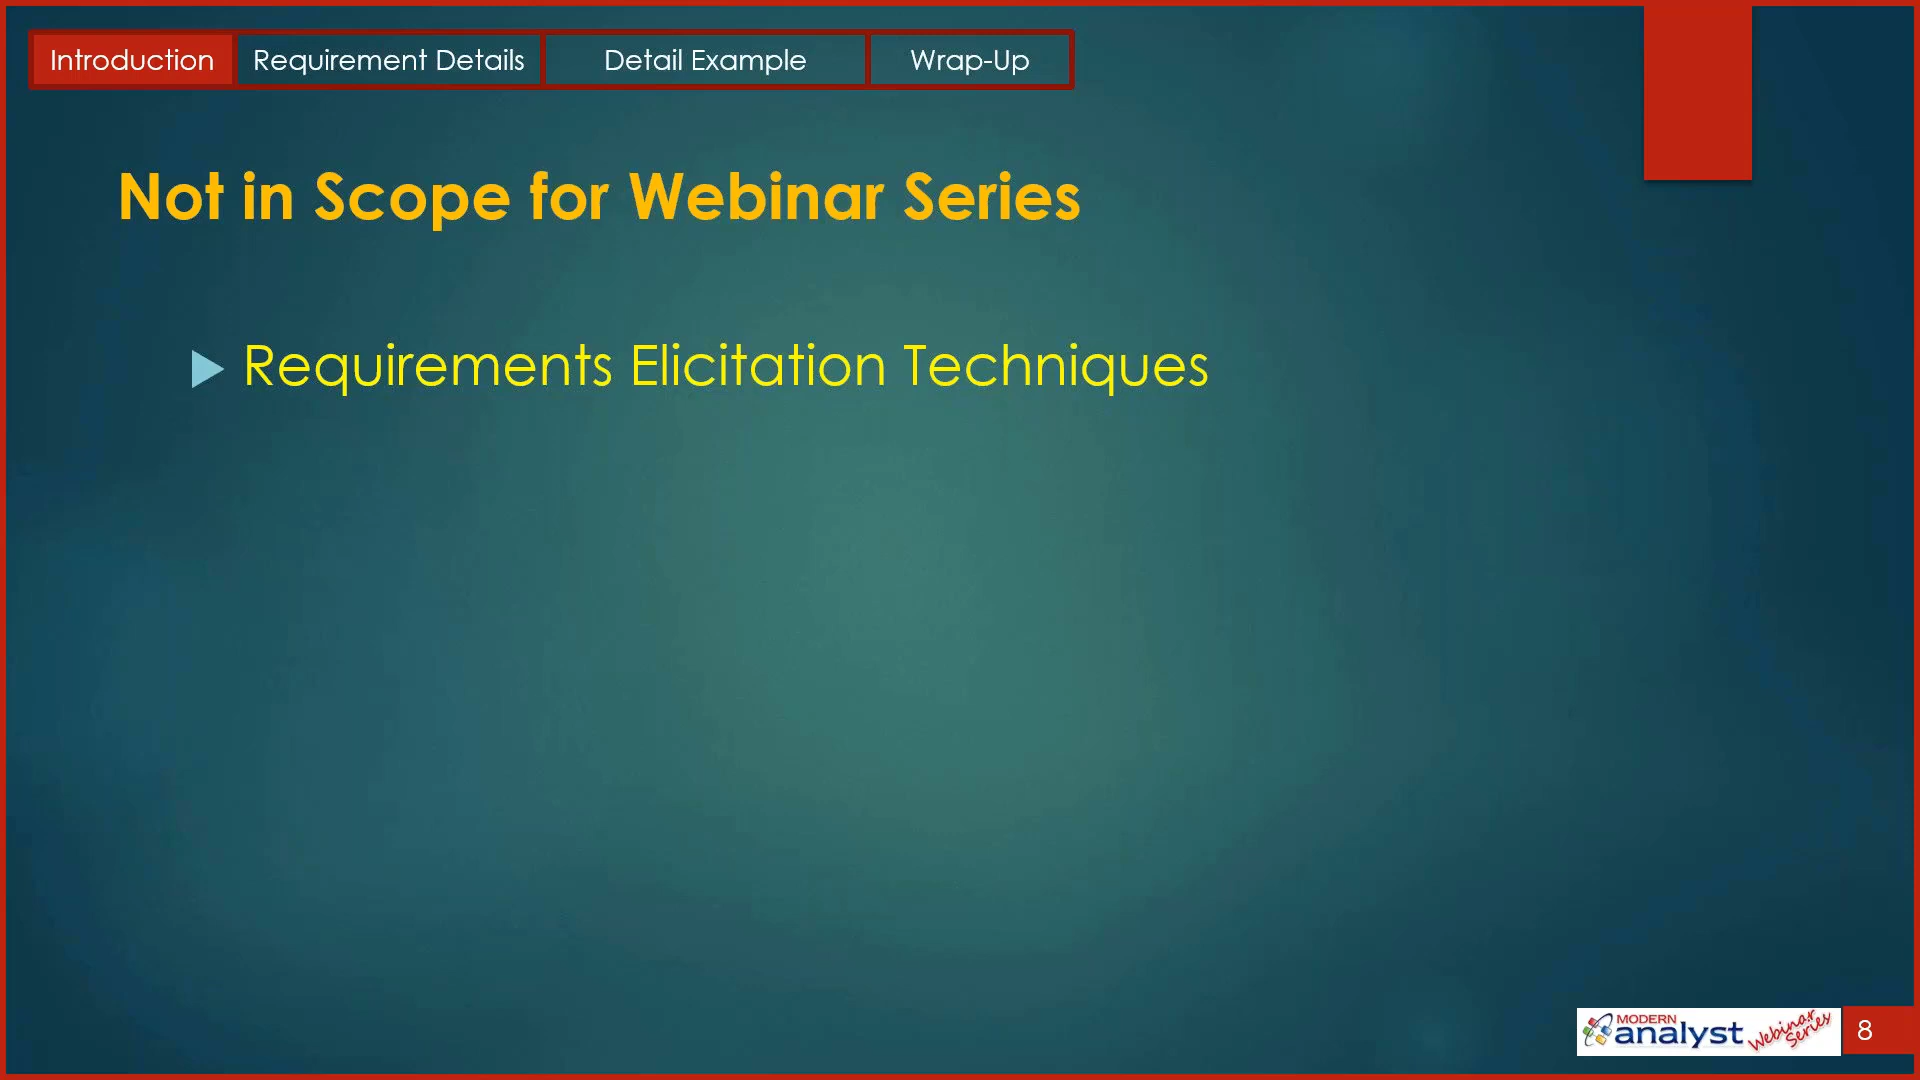 Introduction
Requirement Details
Detail Example
Wrap-Up
Not in Scope for Webinar Series
Requirements Elicitation Techniques
MODERN
analyst
Webinar
Series
8